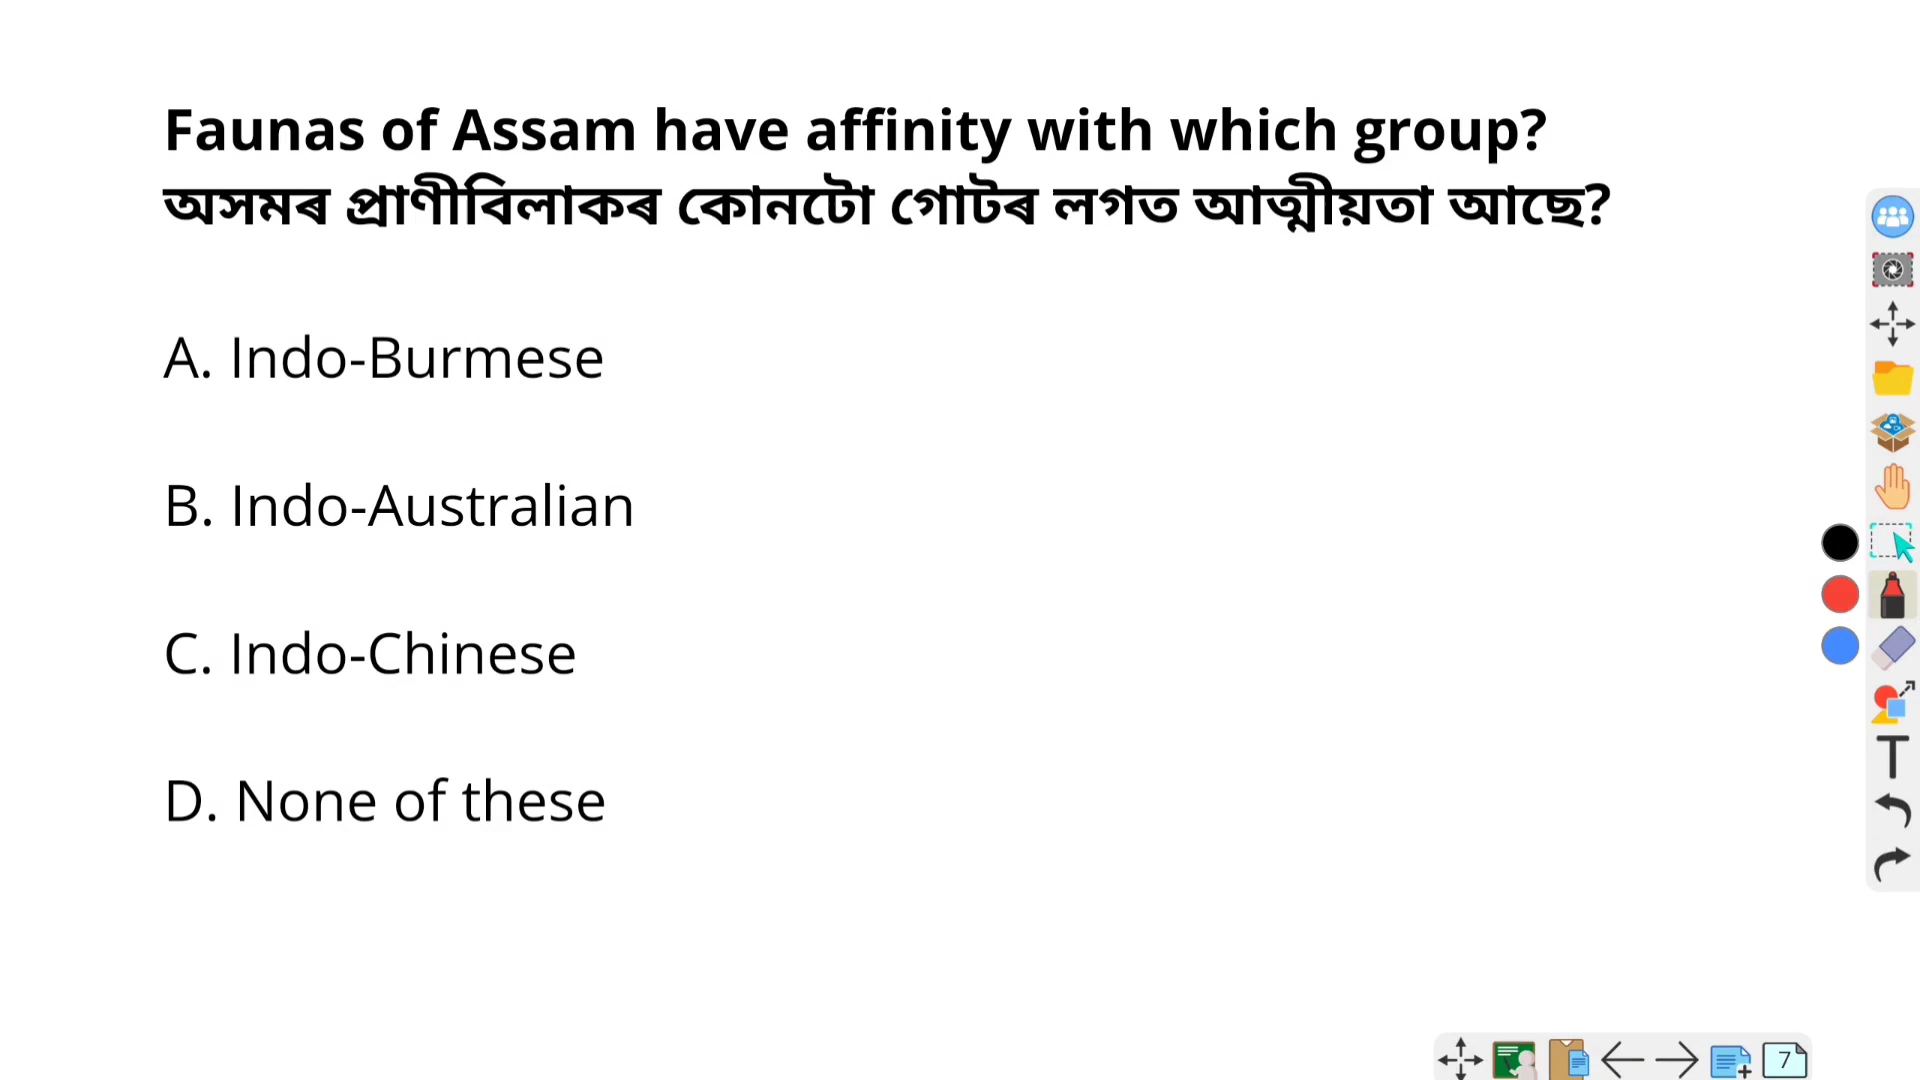 Faunas of Assam have affinity with which group?
অসমৰ প্ৰাণীবিলাকৰ কোনটো গোটৰ লগত আত্মীয়তা আছে?
A. Indo-Burmese
B. Indo-Australian
C. Indo-Chinese
D. None of these
T
7